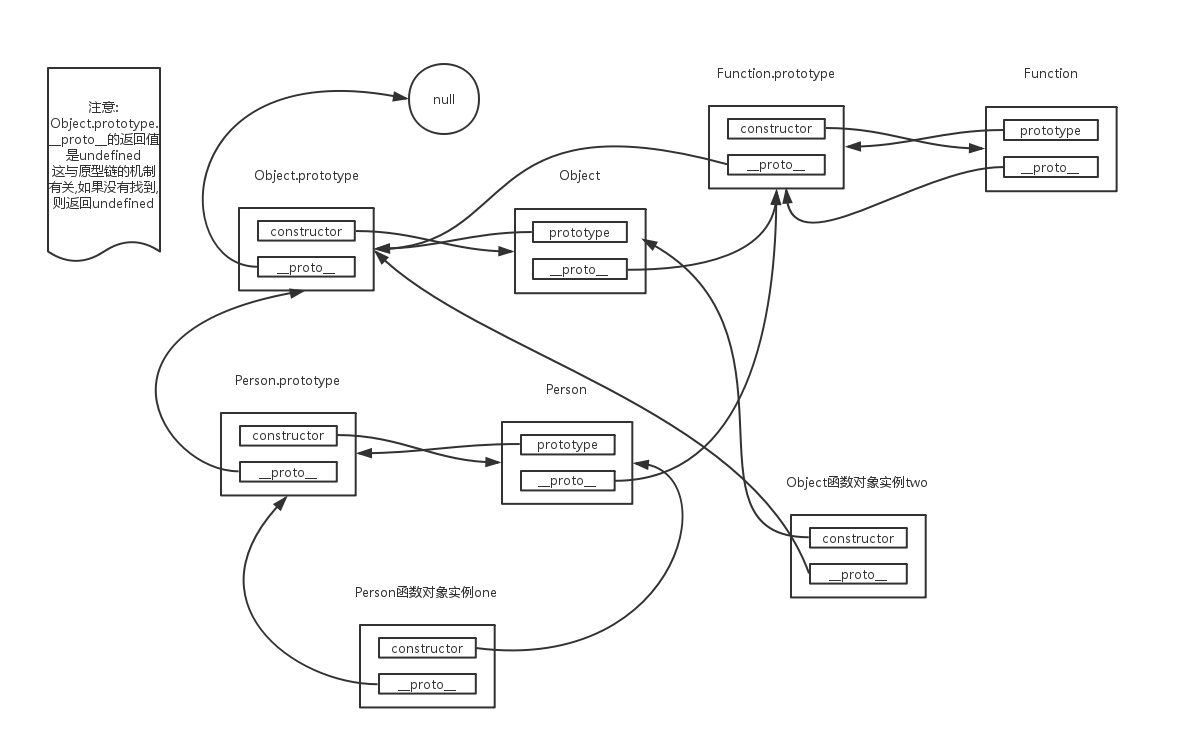 注意:
Object.prototype.
__proto__的返回值
是undefined
这与原型链的机制
有关,如果没有找到,
则返回undefined
null
Function.prototype
constructor
__proto__
Function
prototype
__proto__
Object.prototype
constructor
__proto__
Object
prototype
__proto__
Person.prototype
constructor
__proto__
Person
prototype
__proto__
Object函数对象实例two
constructor
__proto__
Person函数对象实例one
constructor
__proto__